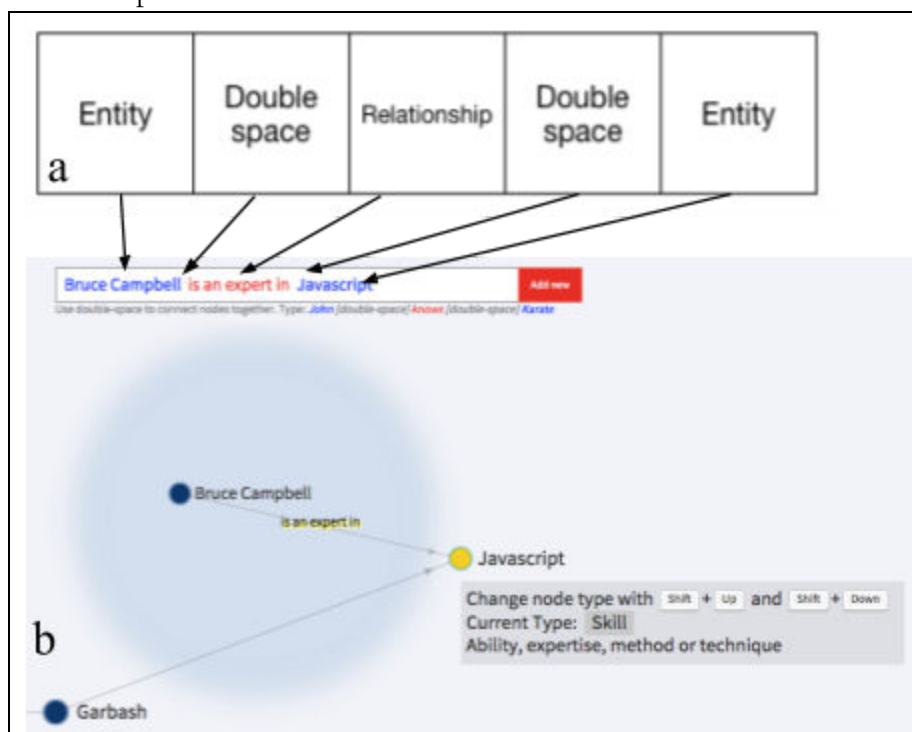 Entity Double space Relationship Double space Entity
a
Bruce Campbell is an expert in Javascript Add new
Use double-space to connect nodes together. Type: John [double-space] knows [double-space] Karate
Bruce Campbell
is an expert in
Javascript
Change node type with Shift + Up and Shift + Down
Current Type: Skill
Ability, expertise, method or technique
b
Garbash